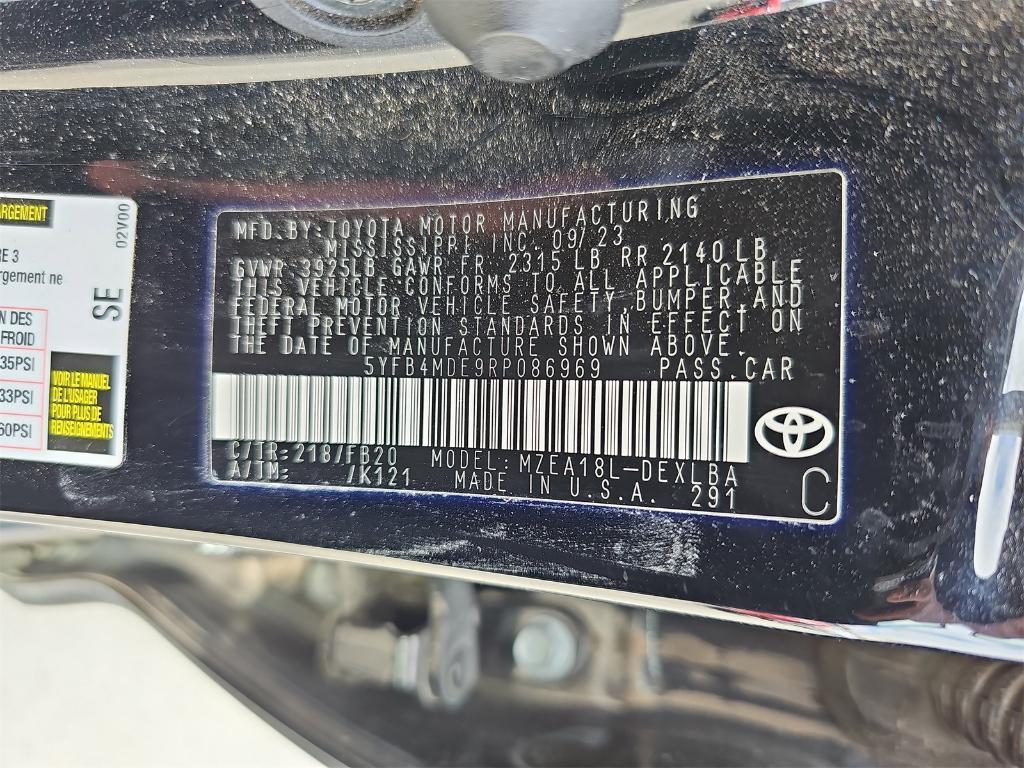 ARGEMENT
RE 3
argement ne
N DES
FROID
35PSI
33PSI
60PSI
02V00
SE
VOIR LE MANUEL
DE L'USAGER
POUR PLUS DE
RENSEIGNEMENTS
MFD.BY:TOYOTA MOTOR MANUFACTURING
MISSISSIPPI, INC. 09/23
GVWR 3925LB GAWR FR 2315 LB RR 2140 LB
THIS VEHICLE CONFORMS TO ALL APPLICABLE
FEDERAL MOTOR VEHICLE SAFETY,BUMPER,AND
THEFT PREVENTION STANDARDS IN EFFECT ON
THE DATE OF MANUFACTURE SHOWN ABOVE.
5YFB4MDE9RP086969 PASS.CAR
C/TR:218/FB20 MODEL:MZEA18L-DEXLBA
A/TM: /K121 MADE IN U.S.A. 291
C